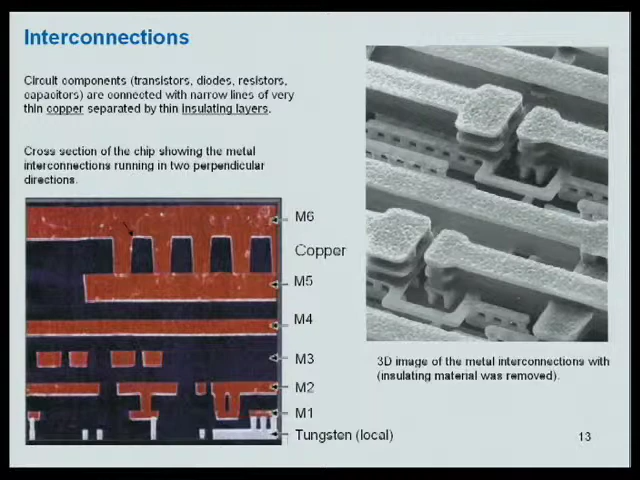 Interconnections
Circuit components (transistors, diodes, resistors,
capacitors) are connected with narrow lines of very
thin copper separated by thin insulating layers.
Cross section of the chip showing the metal
interconnections running in two perpendicular
directions.
M6
Copper
M5
M4
M3
M2
M1
Tungsten (local)
3D image of the metal interconnections with
(insulating material was removed).
13